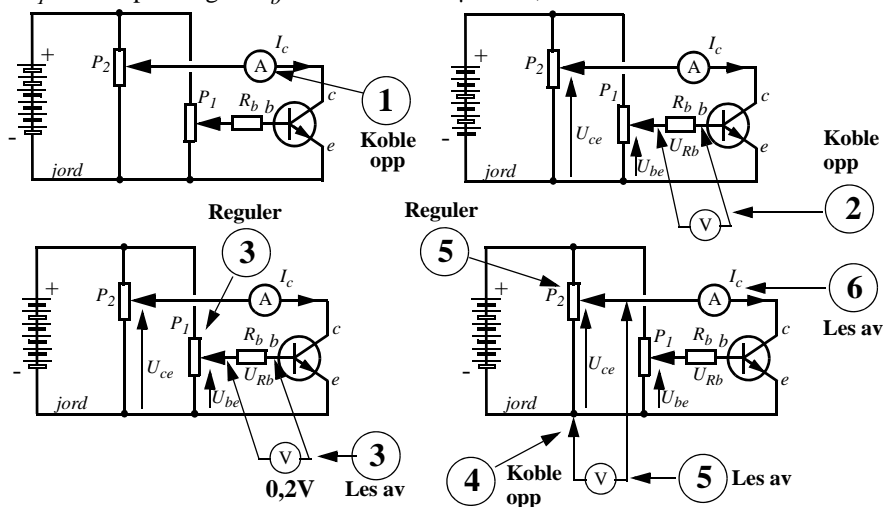 +
P2
Ic
A
1
Koble
opp
P1
Rb
b
c
e
-
jord
+
P2
Ic
A
Uce
P1
Rb
b
c
URb
Ube
e
-
jord
V
Koble
opp
2
Reguler
3
+
P2
Ic
A
P1
Rb
b
c
Uce
URb
Ube
e
-
jord
V
0,2V
3
Les av
Reguler
5
+
P2
Ic
A
6
Les av
P1
Rb
b
c
Uce
URb
Ube
e
-
jord
4
Koble
opp
V
5
Les av